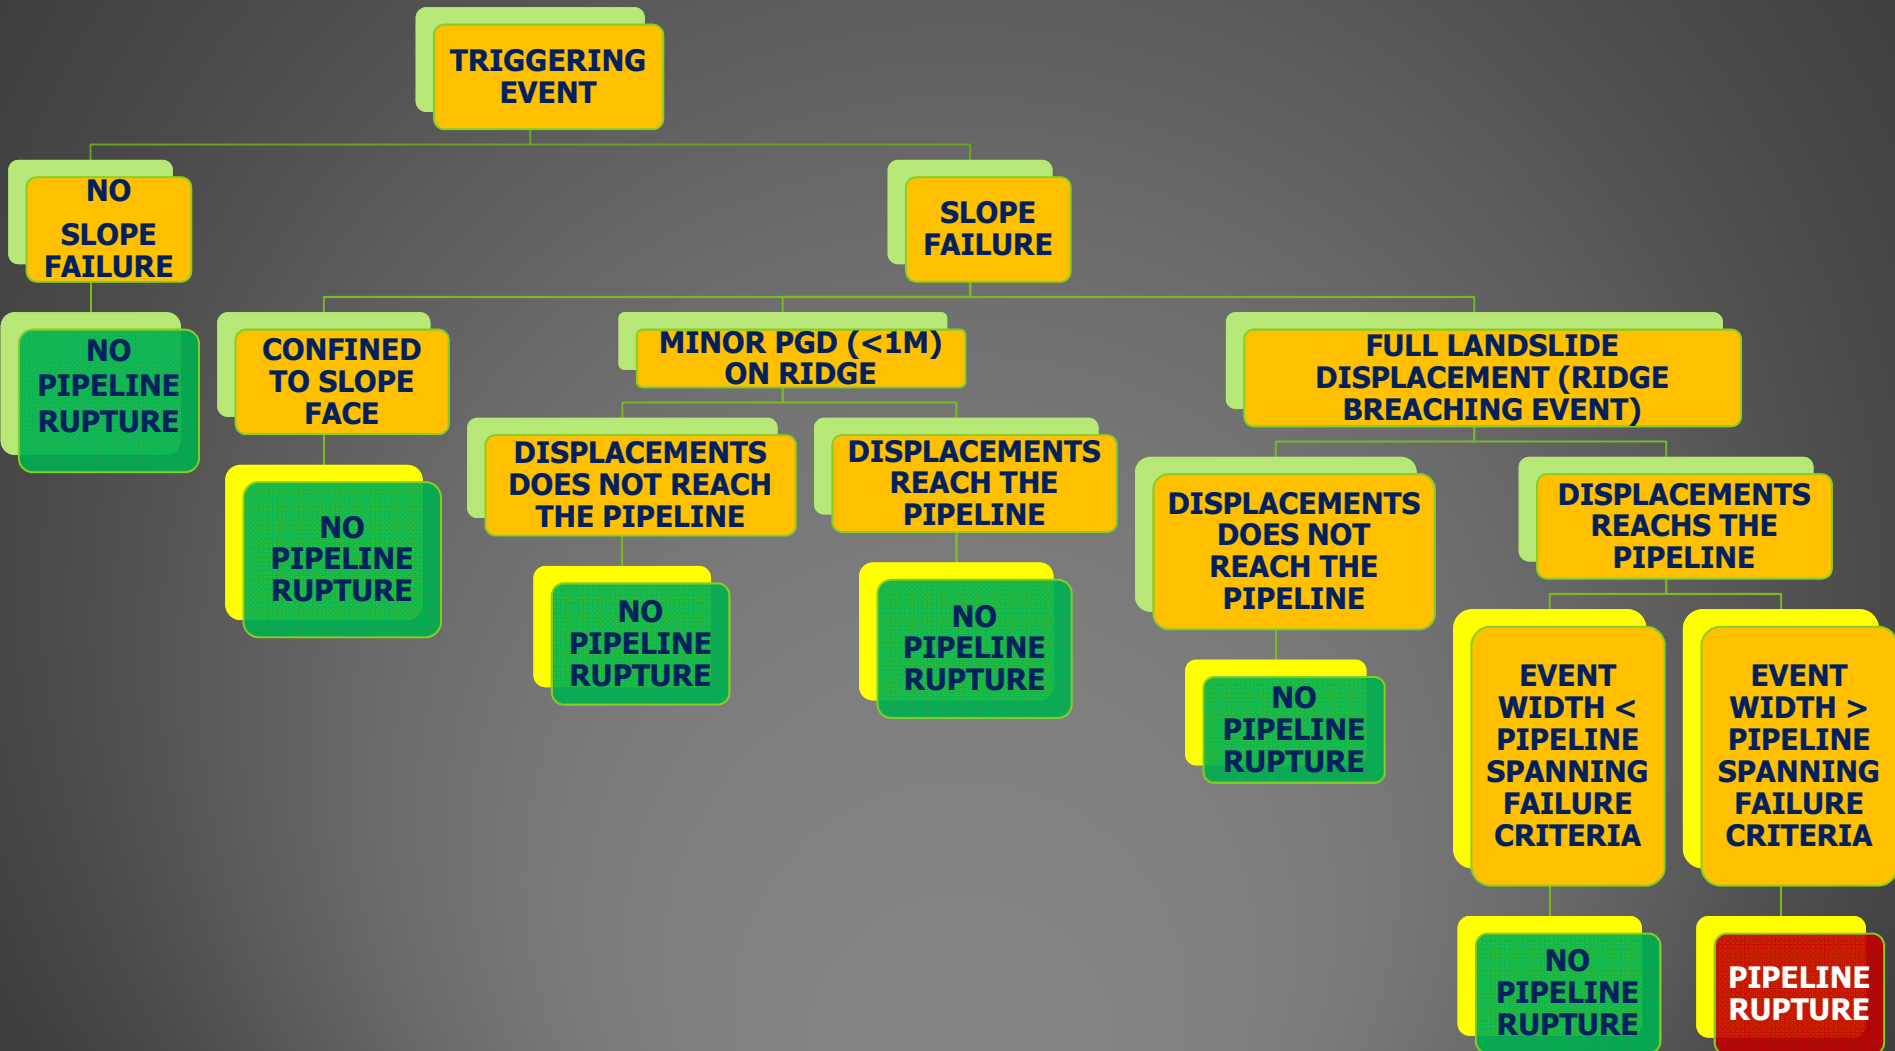 TRIGGERING
EVENT
NO
SLOPE
FAILURE
SLOPE
FAILURE
NO
PIPELINE
RUPTURE
CONFINED
TO SLOPE
FACE
MINOR PGD (<1M)
ON RIDGE
FULL LANDSLIDE
DISPLACEMENT (RIDGE
BREACHING EVENT)
NO
PIPELINE
RUPTURE
DISPLACEMENTS
DOES NOT REACH
THE PIPELINE
DISPLACEMENTS
REACH THE
PIPELINE
DISPLACEMENTS
DOES NOT
REACH THE
PIPELINE
DISPLACEMENTS
REACHS THE
PIPELINE
NO
PIPELINE
RUPTURE
NO
PIPELINE
RUPTURE
NO
PIPELINE
RUPTURE
EVENT
WIDTH <
PIPELINE
SPANNING
FAILURE
CRITERIA
EVENT
WIDTH >
PIPELINE
SPANNING
FAILURE
CRITERIA
NO
PIPELINE
RUPTURE
PIPELINE
RUPTURE